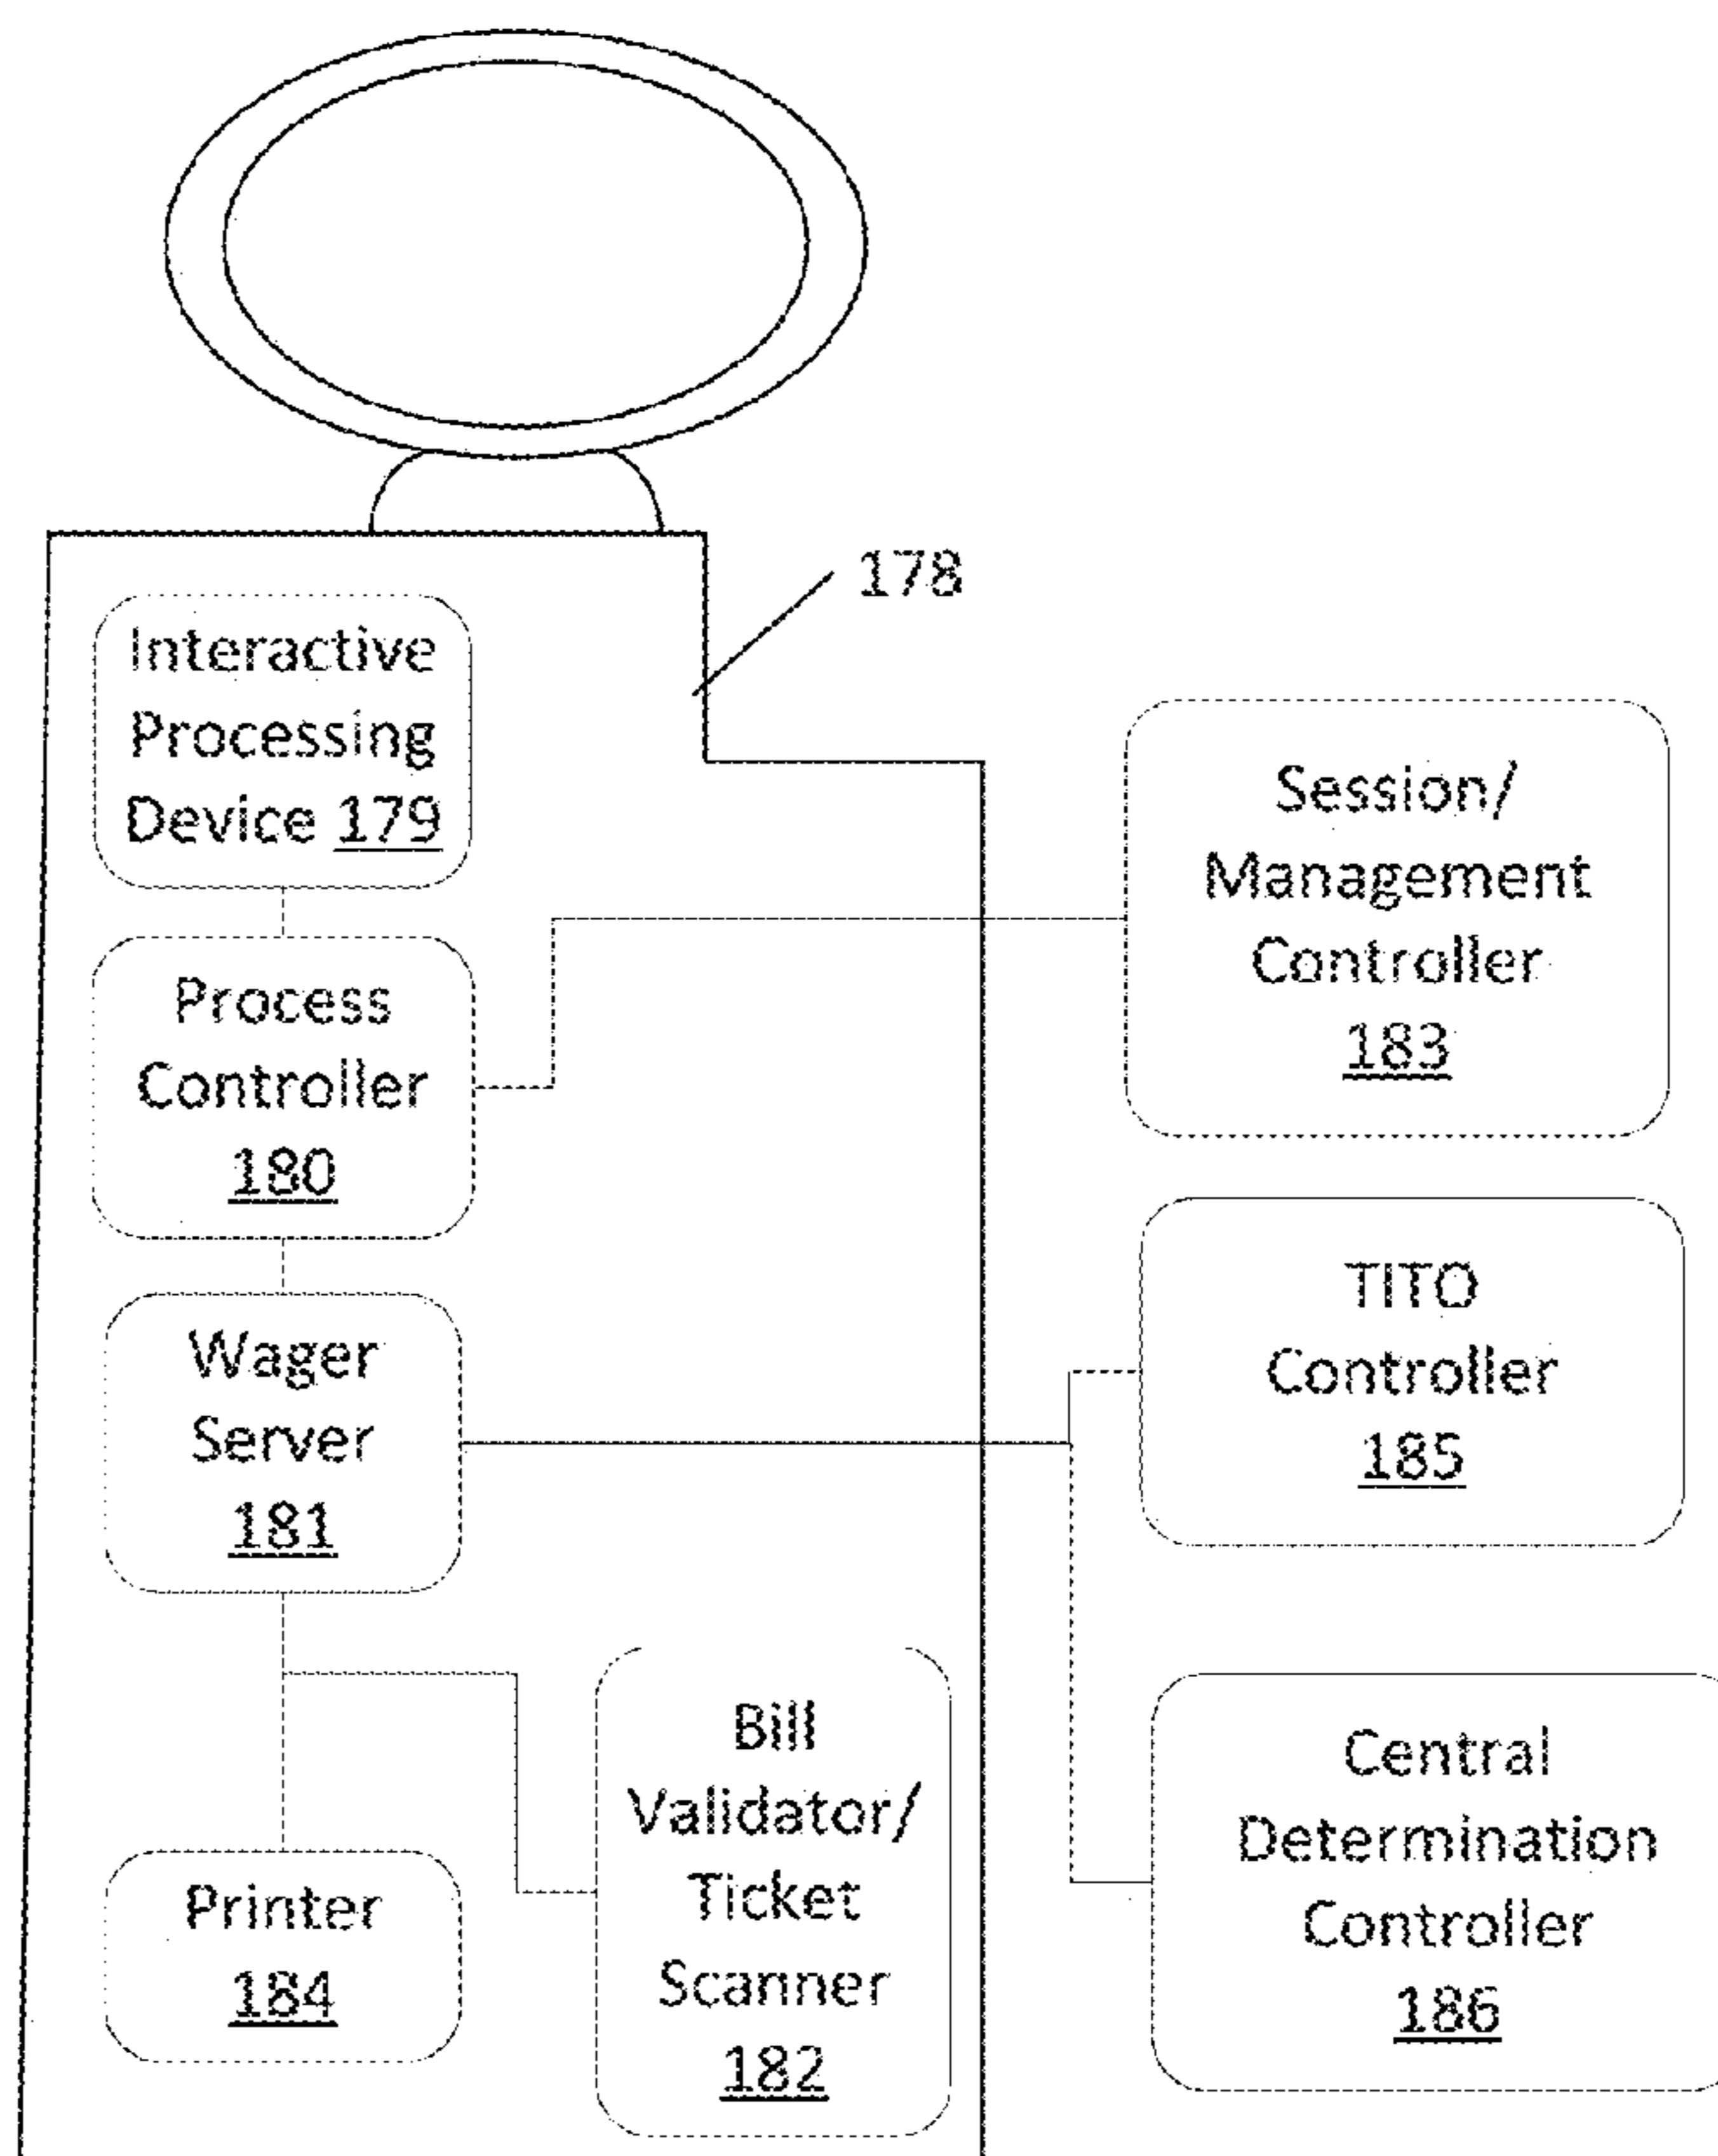 178
Interactive
Processing
Device 179
Process
Controller
180
Wager
Server
181
Printer
184
Bill
Validator/
Ticket
Scanner
182
Session/
Management
Controller
183
TITO
Controller
185
Central
Determination
Controller
186